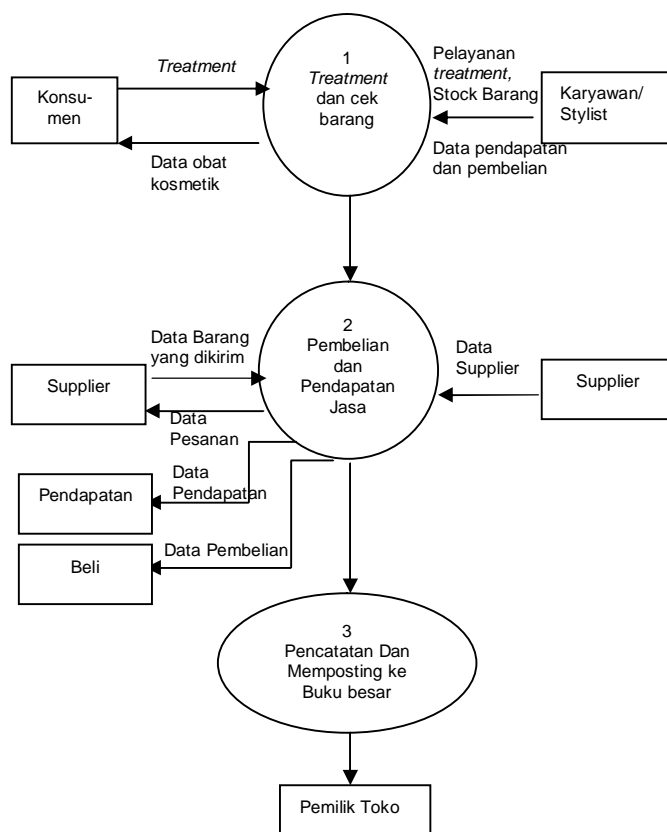 1
Treatment
dan cek
barang
Treatment
Konsu-
men
Data obat
kosmetik
Pelayanan
treatment,
Stock Barang
Karyawan/
Stylist
Data pendapatan
dan pembelian
2
Pembelian
dan
Pendapatan
Jasa
Data Barang
yang dikirim
Supplier
Data
Pesanan
Data
Supplier
Supplier
Data
Pendapatan
Pendapatan
Data Pembelian
Beli
3
Pencatatan Dan
Memposting ke
Buku besar
Pemilik Toko